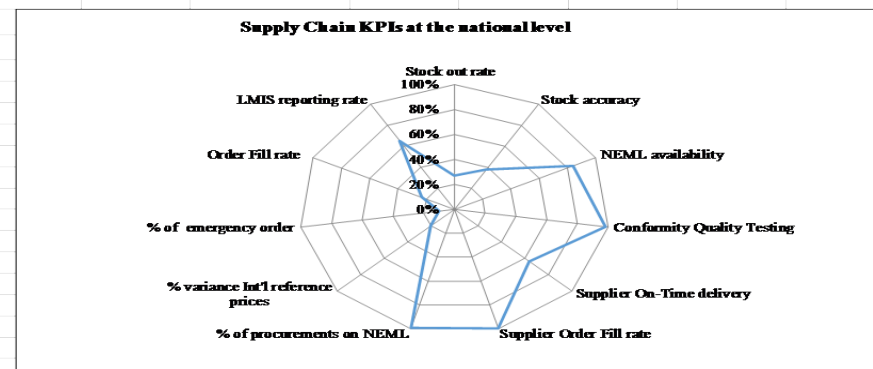 Supply Chain KPIs at the national level
Stock out rate
100%
80%
60%
40%
20%
0%
Stock accuracy
NEML availability
Conformity Quality Testing
Supplier On-Time delivery
Supplier Order Fill rate
% of procurements on NEML
% variance Int'l reference
prices
% of emergency order
Order Fill rate
LMIS reporting rate